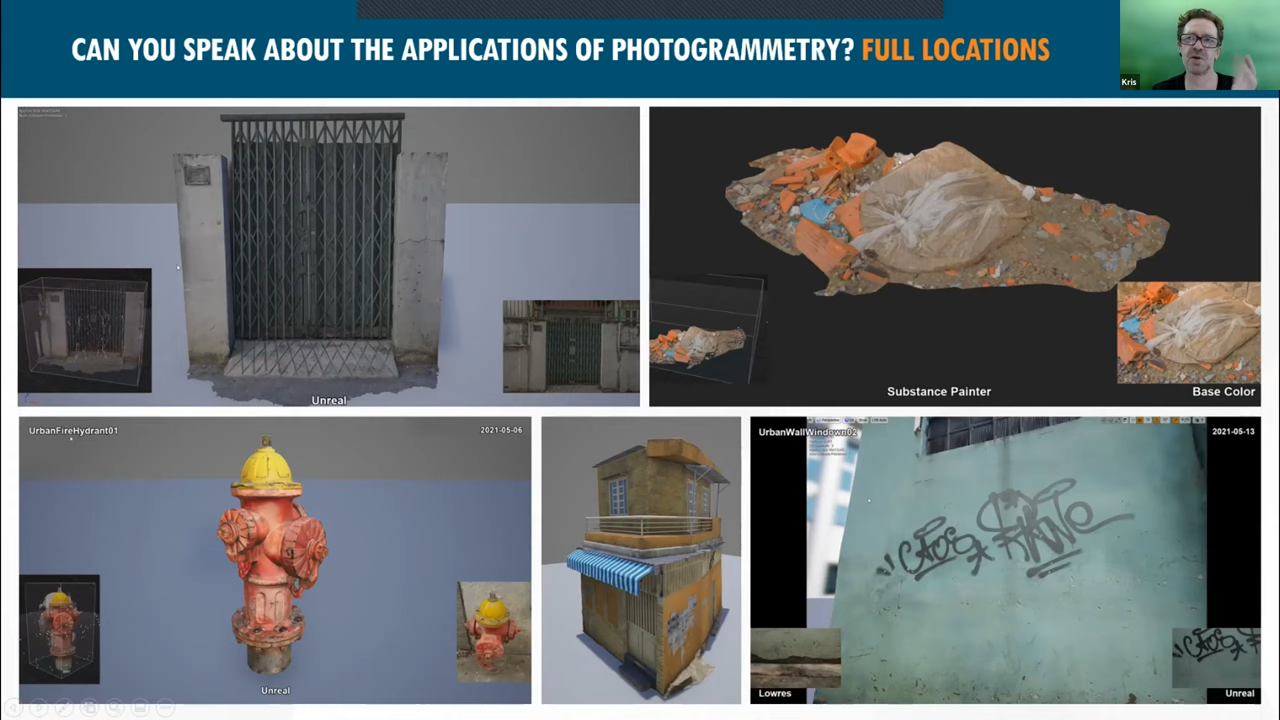 CAN YOU SPEAK ABOUT THE APPLICATIONS OF PHOTOGRAMMETRY? FULL LOCATIONS
Kris
Unreal
Substance Painter
Base Color
UrbanFireHydrant01
2021-05-06
Unreal
UrbanWallWindown02
2021-05-13
Lowres
Unreal